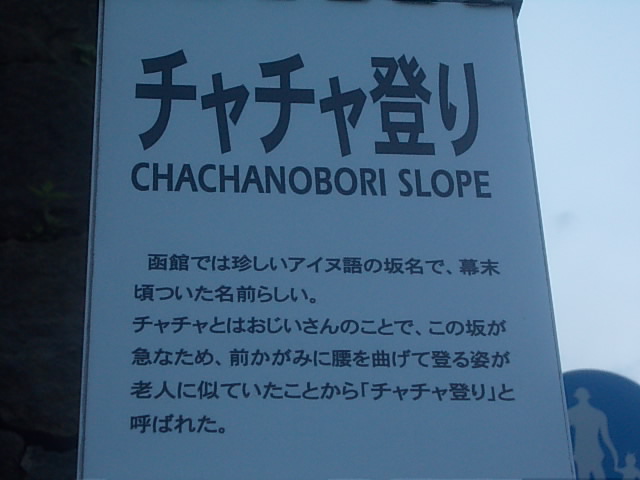 チャチャ登り
CHACHANOBORI SLOPE
函館では珍しいアイヌ語の坂名で、幕末
頃ついた名前らしい。
チャチャとはおじいさんのことで、この坂が
急なため、前かがみに腰を曲げて登る姿が
老人に似ていたことから「チャチャ登り」と
呼ばれた。